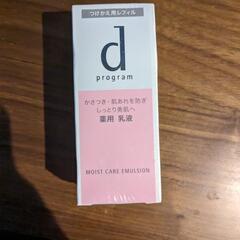 つけかえ用レフィル
d
program
かさつき・肌あれを防ぎ
しっとり美肌へ
薬用 乳液
MOIST CARE EMULSION